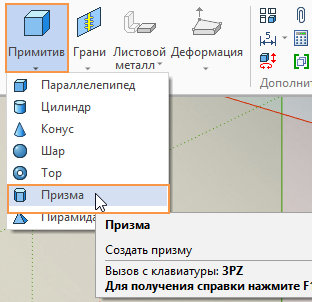 Примитив Грани Листовой металл Деформация
5
Дополнит
Параллелепипед
Цилиндр
Конус
Шар
Тор
Призма
Пирамида
Призма
Создать призму
Вызов с клавиатуры: 3PZ
Для получения справки нажмите F1